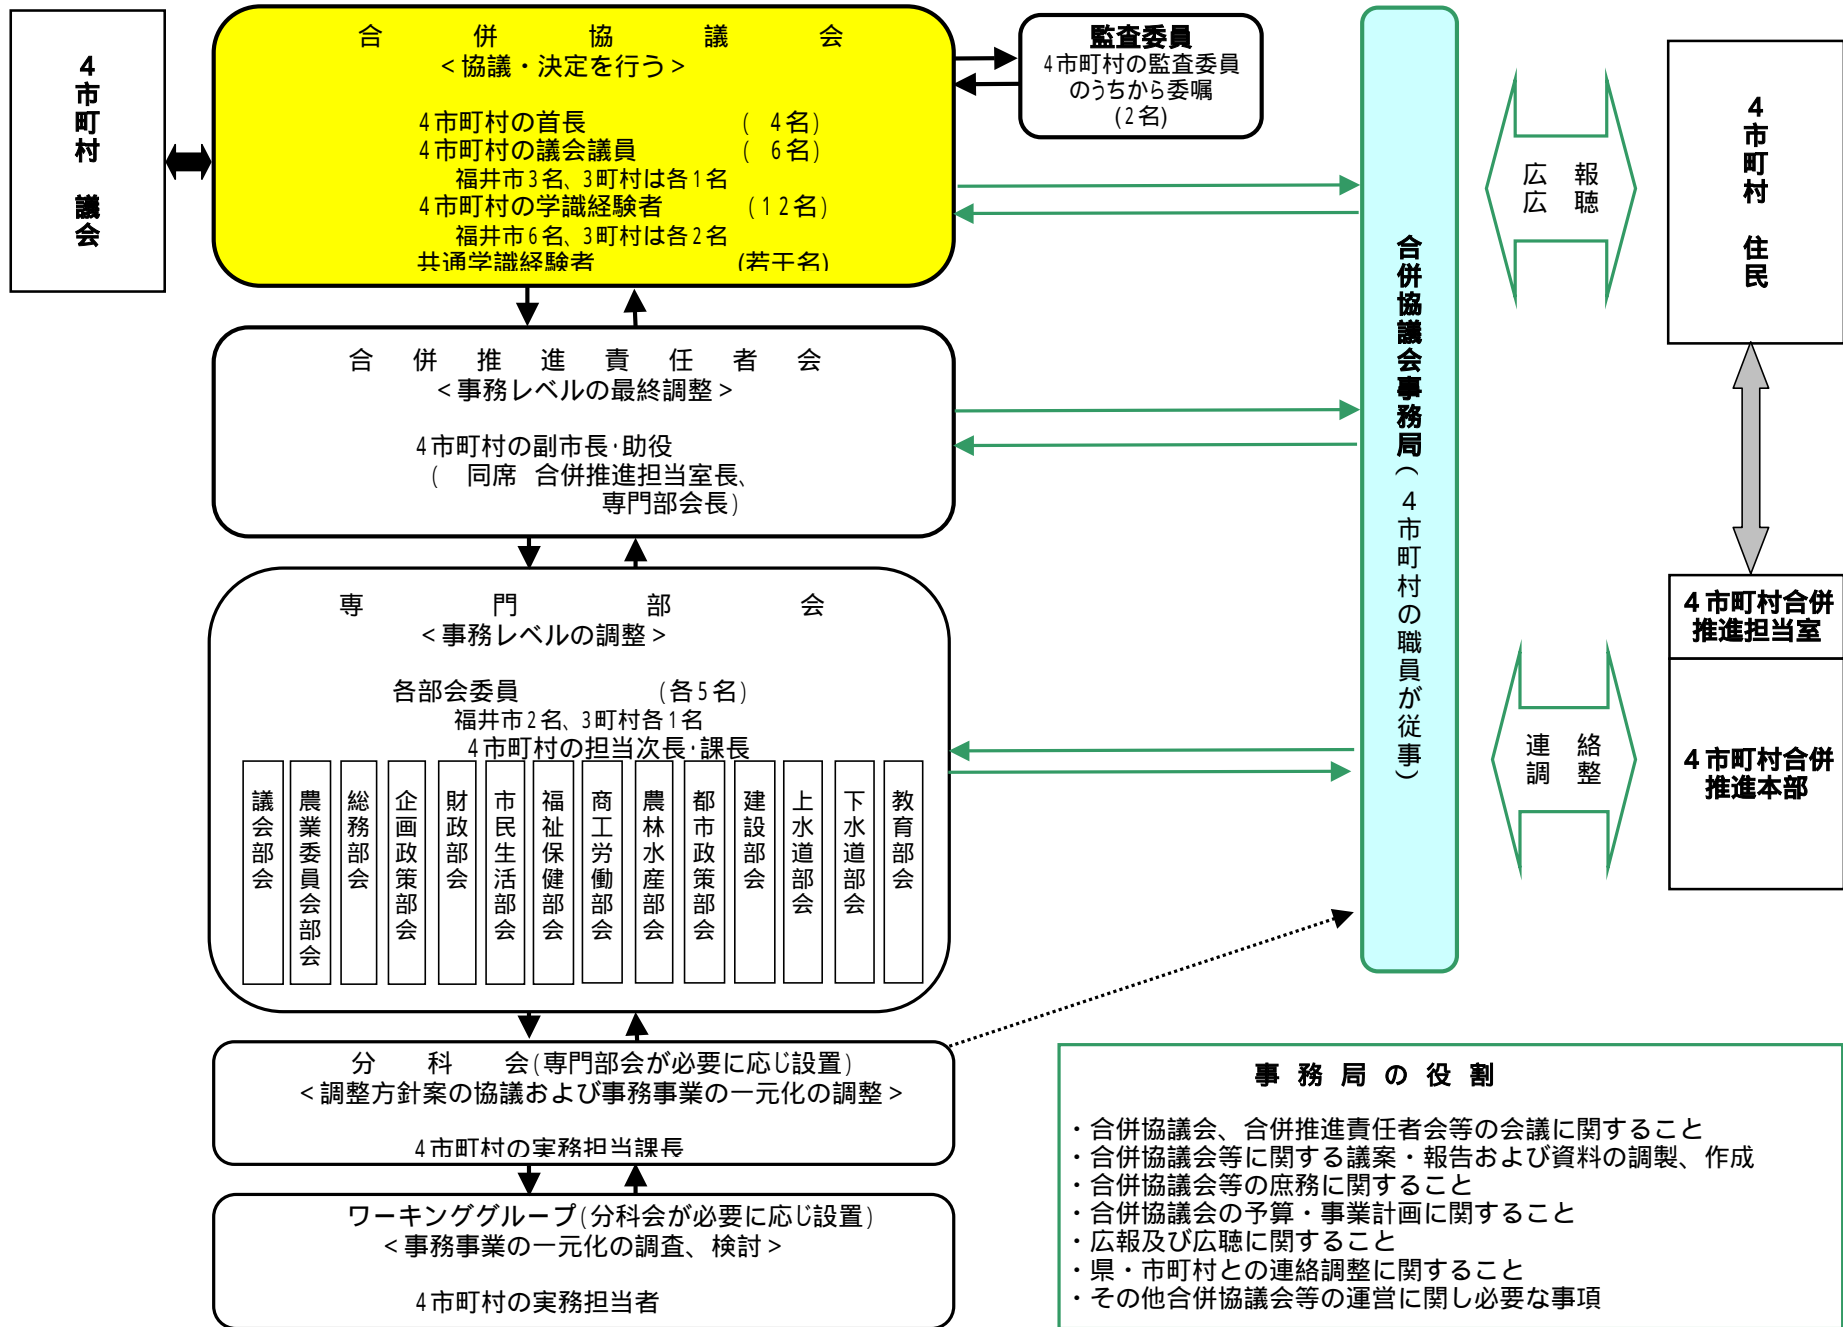 4市町村　議会
合　併　協　議　会
<協議・決定を行う>
4市町村の首長　(　4名)
4市町村の議会議員　(　6名)
福井市3名、3町村は各1名
4市町村の学識経験者　(12名)
福井市6名、3町村は各2名
共通学識経験者　(若干名)
監査委員
4市町村の監査委員
のうちから委嘱
(2名)
合　併　推　進　責　任　者　会
<事務レベルの最終調整>
4市町村の副市長・助役
(　同席　合併推進担当室長、
専門部会長)
専　門　部　会
<事務レベルの調整>
各部会委員　(各5名)
福井市2名、3町村各1名
4市町村の担当次長・課長
議会部会
農業委員会部会
総務部会
企画政策部会
財政部会
市民生活部会
福祉保健部会
商工労働部会
農林水産部会
都市政策部会
建設部会
上水道部会
下水道部会
教育部会
分　科　会(専門部会が必要に応じ設置)
<調整方針案の協議および事務事業の一元化の調整>
4市町村の実務担当課長
ワーキンググループ(分科会が必要に応じ設置)
<事務事業の一元化の調査、検討>
4市町村の実務担当者
合併協議会事務局(4市町村の職員が従事)
広　報
広　聴
4市町村　住民
連　絡
調　整
4市町村合併
推進担当室
4市町村合併
推進本部
事務局の役割
・合併協議会、合併推進責任者会等の会議に関すること
・合併協議会等に関する議案・報告および資料の調製、作成
・合併協議会等の庶務に関すること
・合併協議会の予算・事業計画に関すること
・広報及び広聴に関すること
・県・市町村との連絡調整に関すること
・その他合併協議会等の運営に関し必要な事項